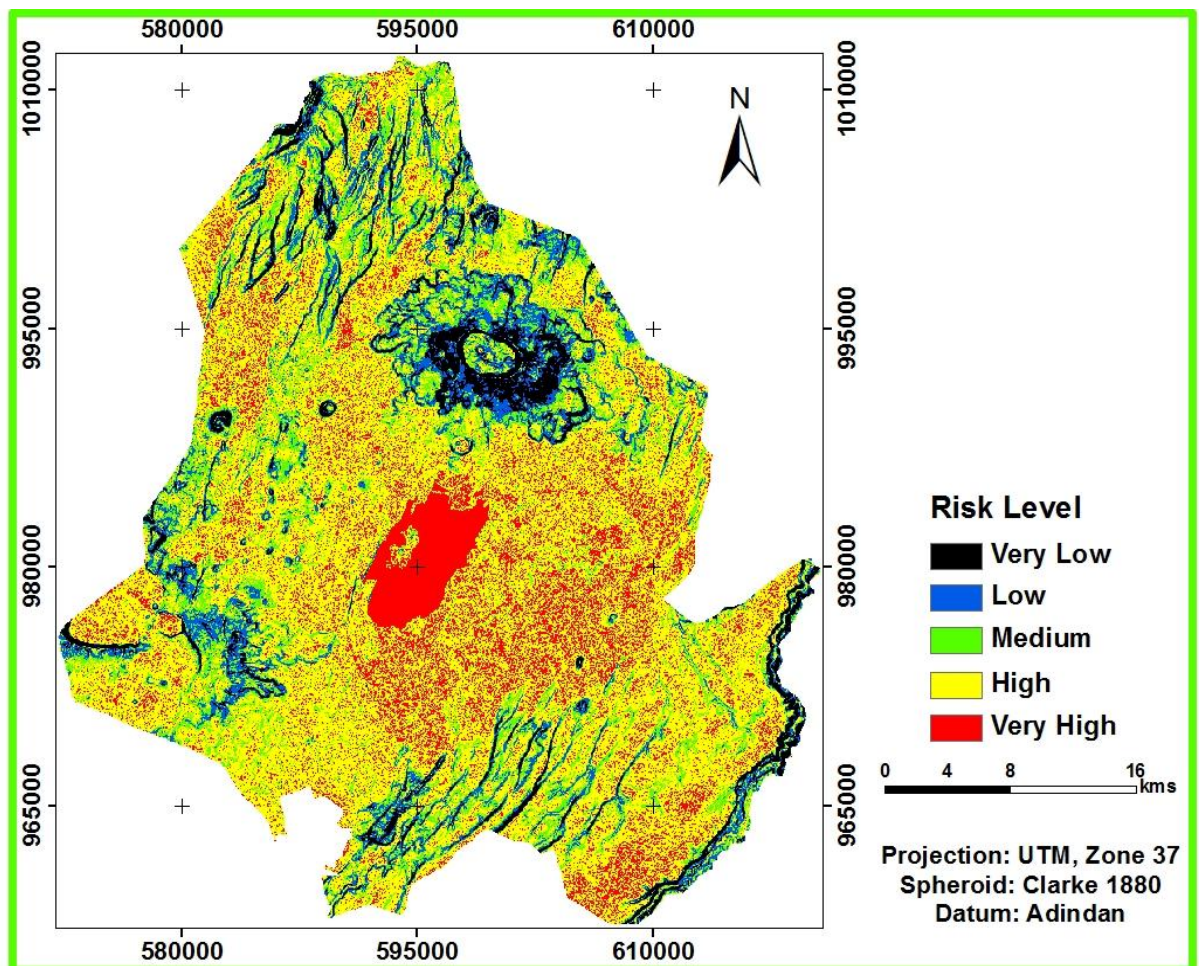 580000 595000 610000
1010000
1010000
N
995000
995000
980000
980000
965000
965000
Risk Level
Very Low
Low
Medium
High
Very High
0 4 8 16
kms
Projection: UTM, Zone 37
Spheroid: Clarke 1880
Datum: Adindan
580000 595000 610000